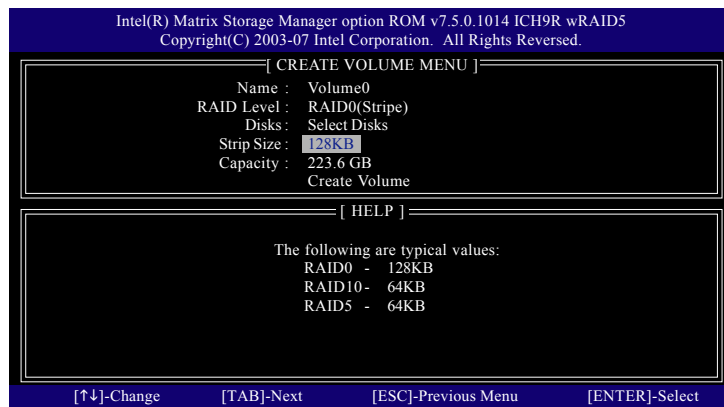 Intel(R) Matrix Storage Manager option ROM v7.5.0.1014 ICH9R wRAID5
Copyright(C) 2003-07 Intel Corporation. All Rights Reversed.
[ CREATE VOLUME MENU ]
Name : Volume0
RAID Level : RAID0(Stripe)
Disks : Select Disks
Strip Size : 128KB
Capacity : 223.6 GB
Create Volume
[ HELP ]
The following are typical values:
RAID0 - 128KB
RAID10 - 64KB
RAID5 - 64KB
[↑↓]-Change [TAB]-Next [ESC]-Previous Menu [ENTER]-Select